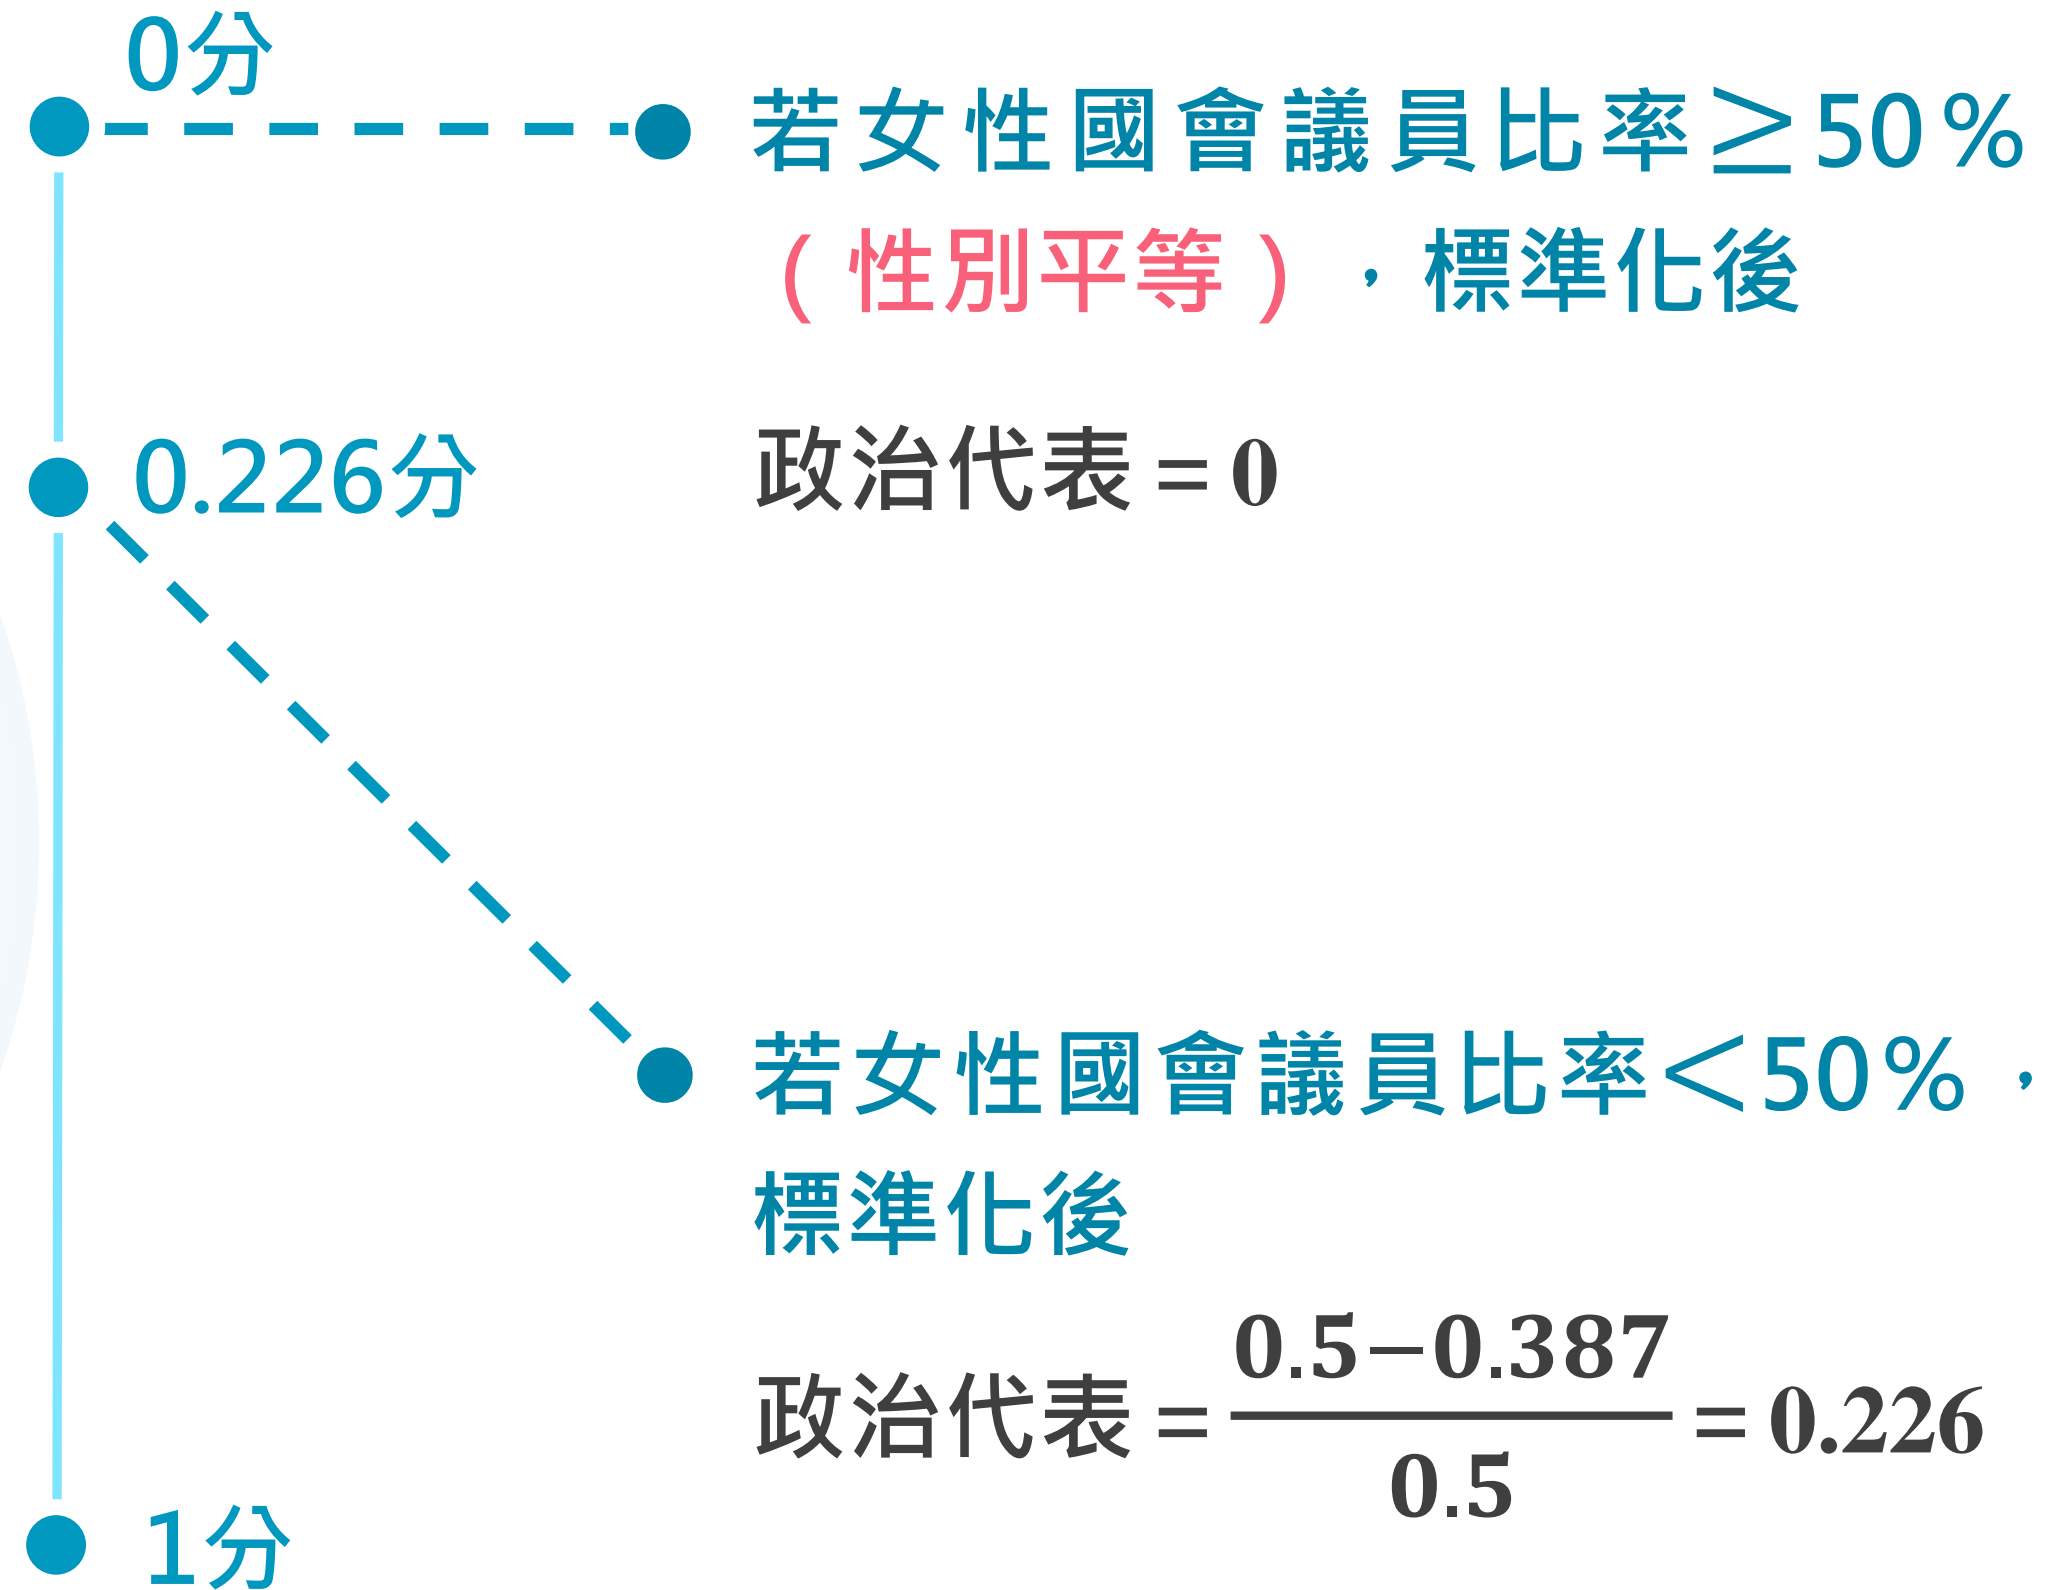 0分
若女性國會議員比率≧50%
(性別平等),標準化後
0.226分
政治代表=0
若女性國會議員比率<50%,
標準化後
政治代表=0.5−0.387/0.5=0.226
1分